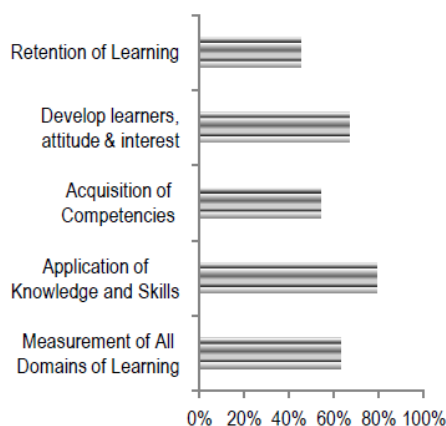 Retention of Learning
Develop learners,
attitude & interest
Acquisition of
Competencies
Application of
Knowledge and Skills
Measurement of All
Domains of Learning
0% 20% 40% 60% 80% 100%